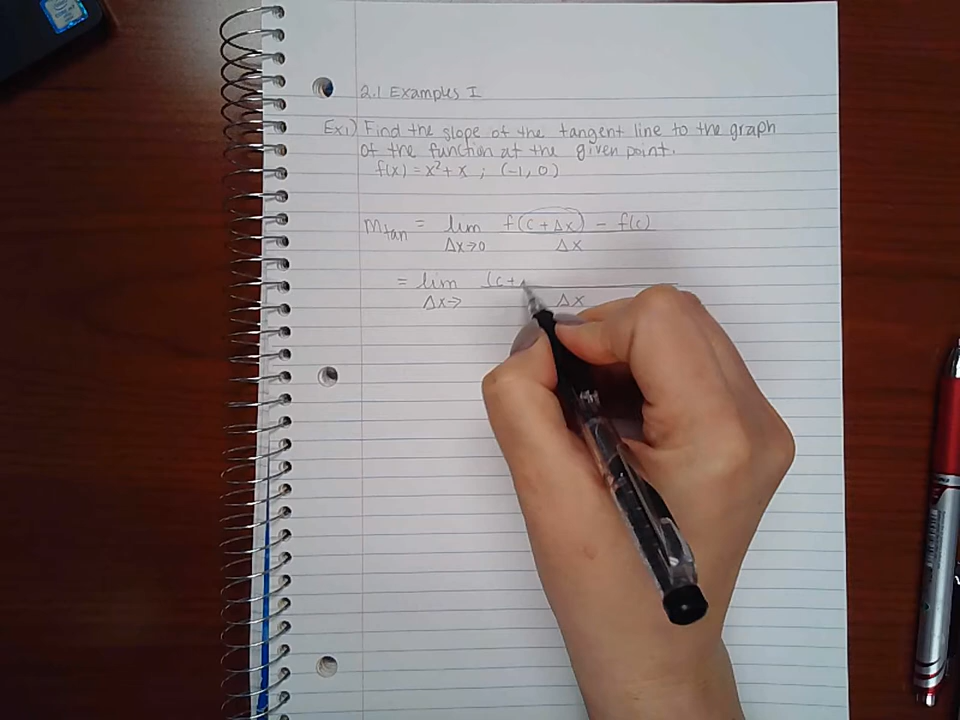 2.1 Examples I
Ex1) Find the slope of the tangent line to the graph
of the function at the given point.
f(x) = x² + x ; (-1, 0)
m_tan = lim f(c + Δx) - f(c)
Δx→0 Δx
= lim (c+
Δx→ Δx